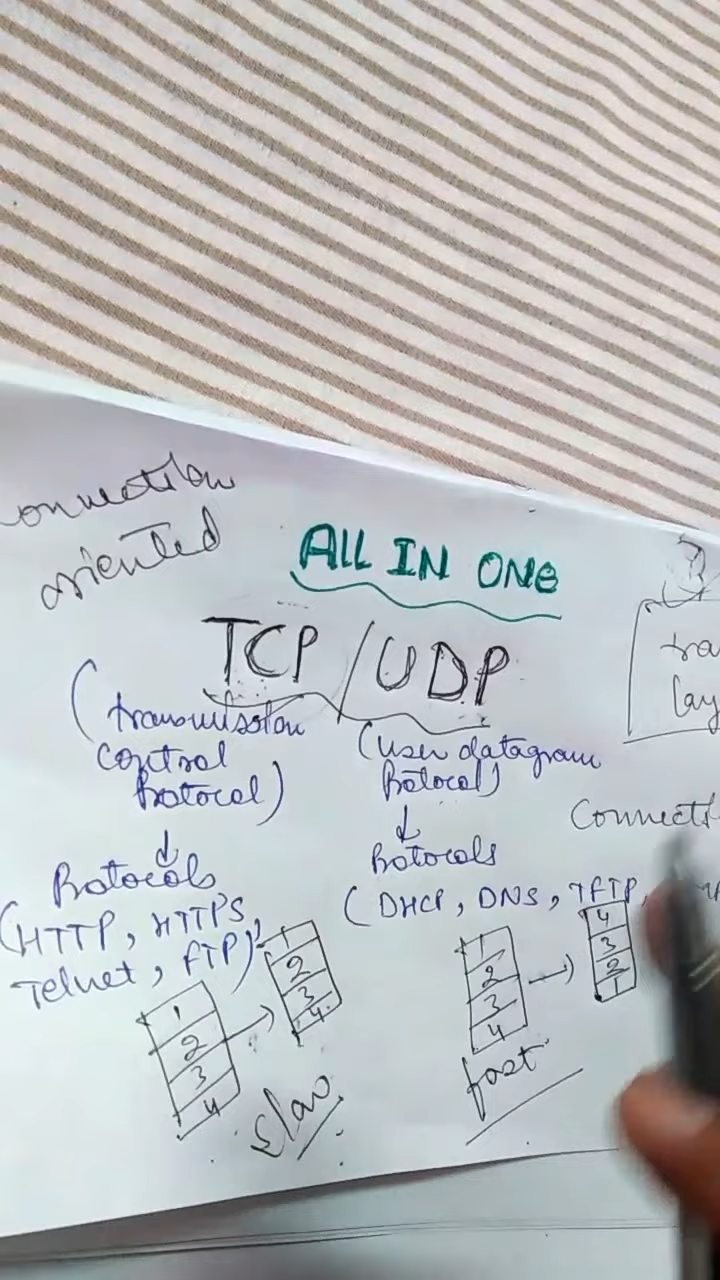 onnection
oriented
ALL IN ONE
TCP / UDP
(transmission
control
Protocol)
(user datagram
Protocol)
tra
lay
Connecti
↓
Protocols
(HTTP, HTTPS,
Telnet, FTP)
↓
Protocols
(DHCP, DNS, TFTP,
1
2
3
4
→
1
2
3
4
slow
1
2
3
4
→
4
3
2
1
fast